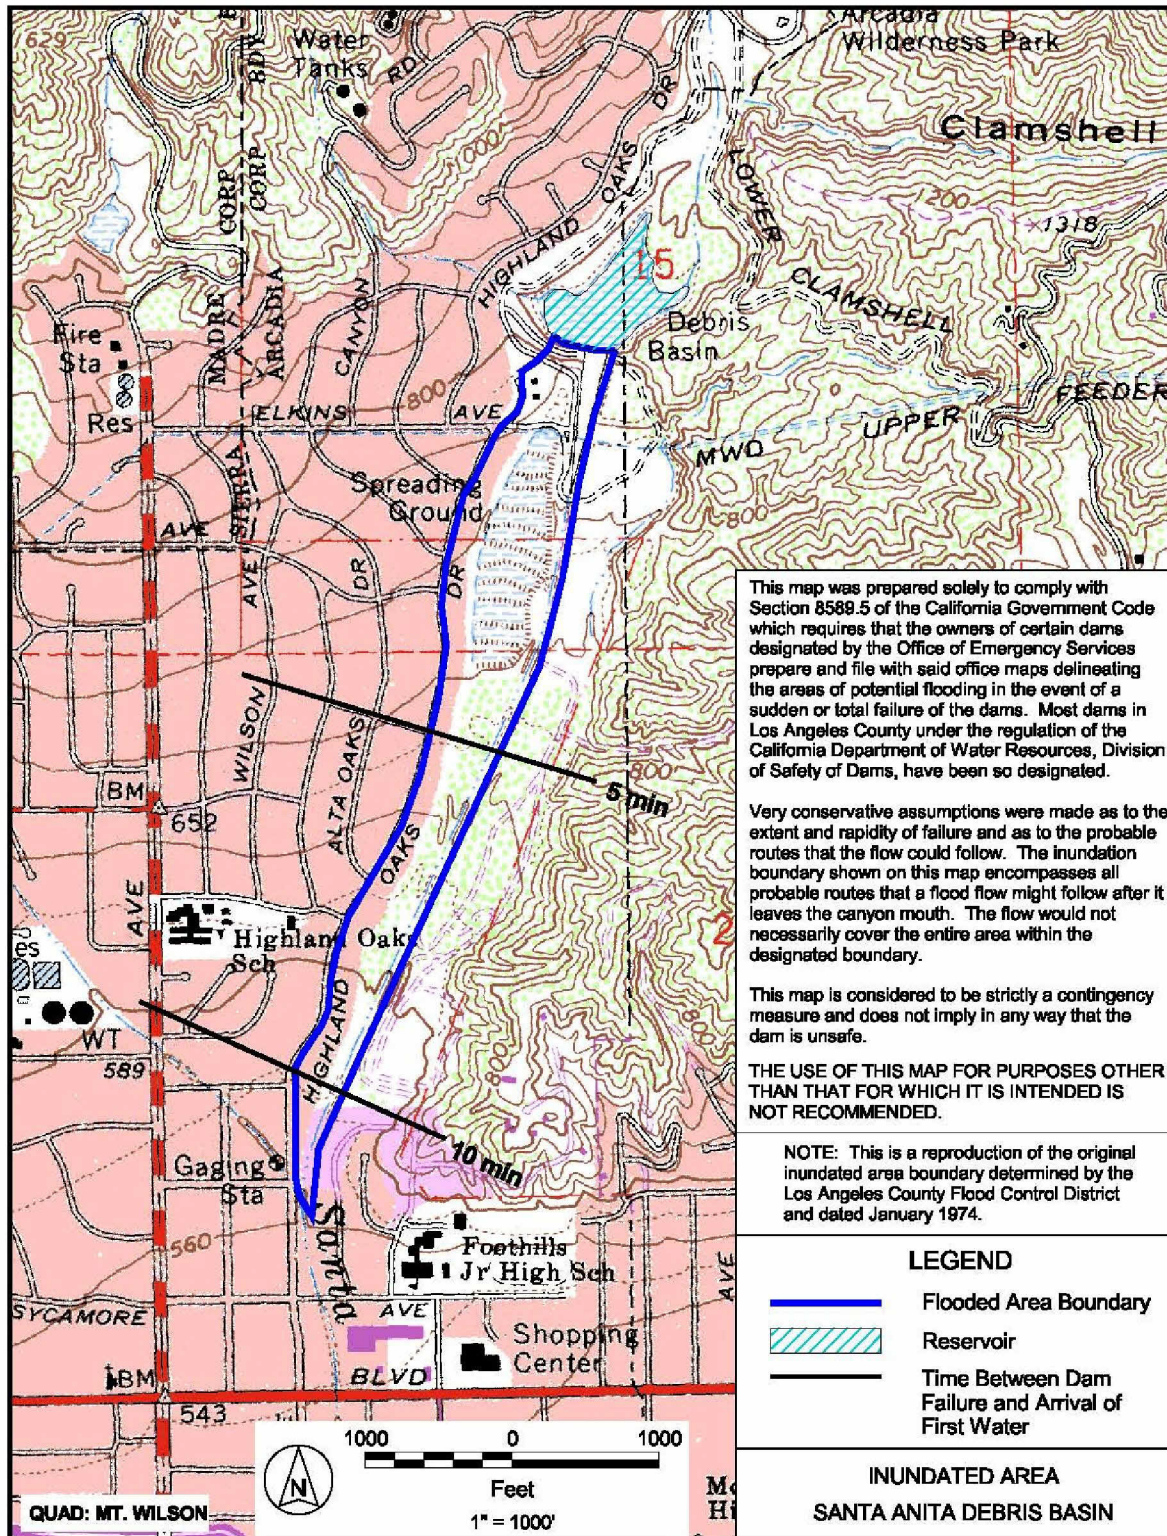 629
Water
Tanks
RD
Arcadia
Wilderness Park
RDW
DR
1000
Clamshell
CORP
CORP
OAKS
LOWER
1200
1318
HIGHLAND
15
MADRE
ARCADIA
CANYON
CLAMSHELL
Fire
Sta
Debris
Basin
800
Res
ELKINS
AVE
UPPER
FEEDER
MWD
Spreading
Ground
SIERRA
AVE
800
AVE
DR
DR
WILSON
ALTA OAKS
OAKS
800
5 min
BM
652
AVE
Highland Oaks
Sch
es
2
HIGHLAND
800
800
WT
589
10 min
Gaging
Sta
Santa
560
Foothills
Jr High Sch
AVE
SYCAMORE
AVE
Shopping
Center
BLVD
BM
543
This map was prepared solely to comply with
Section 8589.5 of the California Government Code
which requires that the owners of certain dams
designated by the Office of Emergency Services
prepare and file with said office maps delineating
the areas of potential flooding in the event of a
sudden or total failure of the dams. Most dams in
Los Angeles County under the regulation of the
California Department of Water Resources, Division
of Safety of Dams, have been so designated.
Very conservative assumptions were made as to the
extent and rapidity of failure and as to the probable
routes that the flow could follow. The inundation
boundary shown on this map encompasses all
probable routes that a flood flow might follow after it
leaves the canyon mouth. The flow would not
necessarily cover the entire area within the
designated boundary.
This map is considered to be strictly a contingency
measure and does not imply in any way that the
dam is unsafe.
THE USE OF THIS MAP FOR PURPOSES OTHER
THAN THAT FOR WHICH IT IS INTENDED IS
NOT RECOMMENDED.
NOTE: This is a reproduction of the original
inundated area boundary determined by the
Los Angeles County Flood Control District
and dated January 1974.
LEGEND
Flooded Area Boundary
Reservoir
Time Between Dam
Failure and Arrival of
First Water
INUNDATED AREA
SANTA ANITA DEBRIS BASIN
1000 0 1000
Feet
1" = 1000'
N
QUAD: MT. WILSON